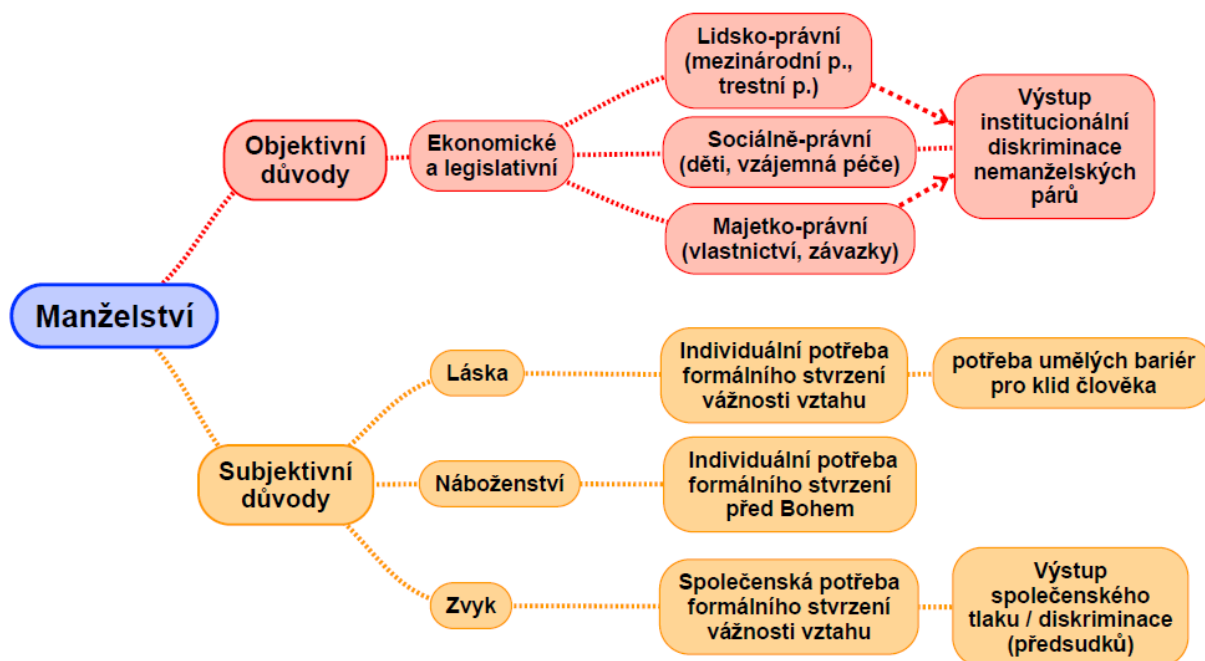 Manželství
Objektivní
důvody
Ekonomické
a legislativní
Lidsko-právní
(mezinárodní p.,
trestní p.)
Sociálně-právní
(děti, vzájemná péče)
Majetko-právní
(vlastnictví, závazky)
Výstup
institucionální
diskriminace
nemanželských
párů
Subjektivní
důvody
Láska
Individuální potřeba
formálního stvrzení
vážnosti vztahu
potřeba umělých bariér
pro klid člověka
Náboženství
Individuální potřeba
formálního stvrzení
před Bohem
Zvyk
Společenská potřeba
formálního stvrzení
vážnosti vztahu
Výstup
společenského
tlaku / diskriminace
(předsudků)